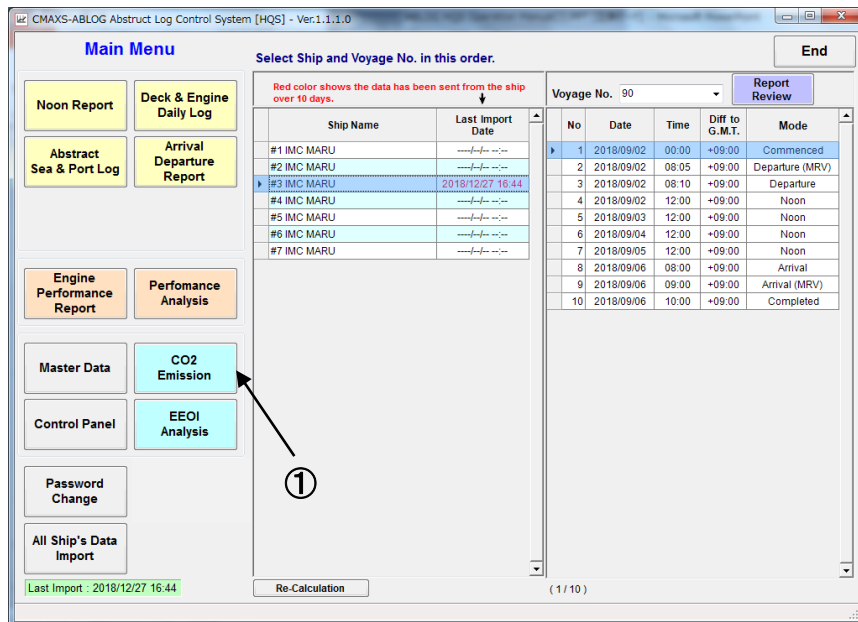 CMAXS-ABLOG Abstruct Log Control System [HQS] - Ver.1.1.1.0
Main Menu
Select Ship and Voyage No. in this order.
End
Noon Report
Deck & Engine
Daily Log
Abstract
Sea & Port Log
Arrival
Departure
Report
Engine
Performance
Report
Perfomance
Analysis
Master Data
CO2
Emission
Control Panel
EEOI
Analysis
Password
Change
All Ship's Data
Import
Last Import : 2018/12/27 16:44
Red color shows the data has been sent from the ship
over 10 days.
Ship Name Last Import Date
#1 IMC MARU ----/--/-- --:--
#2 IMC MARU ----/--/-- --:--
#3 IMC MARU 2018/12/27 16:44
#4 IMC MARU ----/--/-- --:--
#5 IMC MARU ----/--/-- --:--
#6 IMC MARU ----/--/-- --:--
#7 IMC MARU ----/--/-- --:--
①
Re-Calculation
Voyage No. 90
Report
Review
No Date Time Diff to G.M.T. Mode
1 2018/09/02 00:00 +09:00 Commenced
2 2018/09/02 08:05 +09:00 Departure (MRV)
3 2018/09/02 08:10 +09:00 Departure
4 2018/09/02 12:00 +09:00 Noon
5 2018/09/03 12:00 +09:00 Noon
6 2018/09/04 12:00 +09:00 Noon
7 2018/09/05 12:00 +09:00 Noon
8 2018/09/06 08:00 +09:00 Arrival
9 2018/09/06 09:00 +09:00 Arrival (MRV)
10 2018/09/06 10:00 +09:00 Completed
( 1 / 10 )